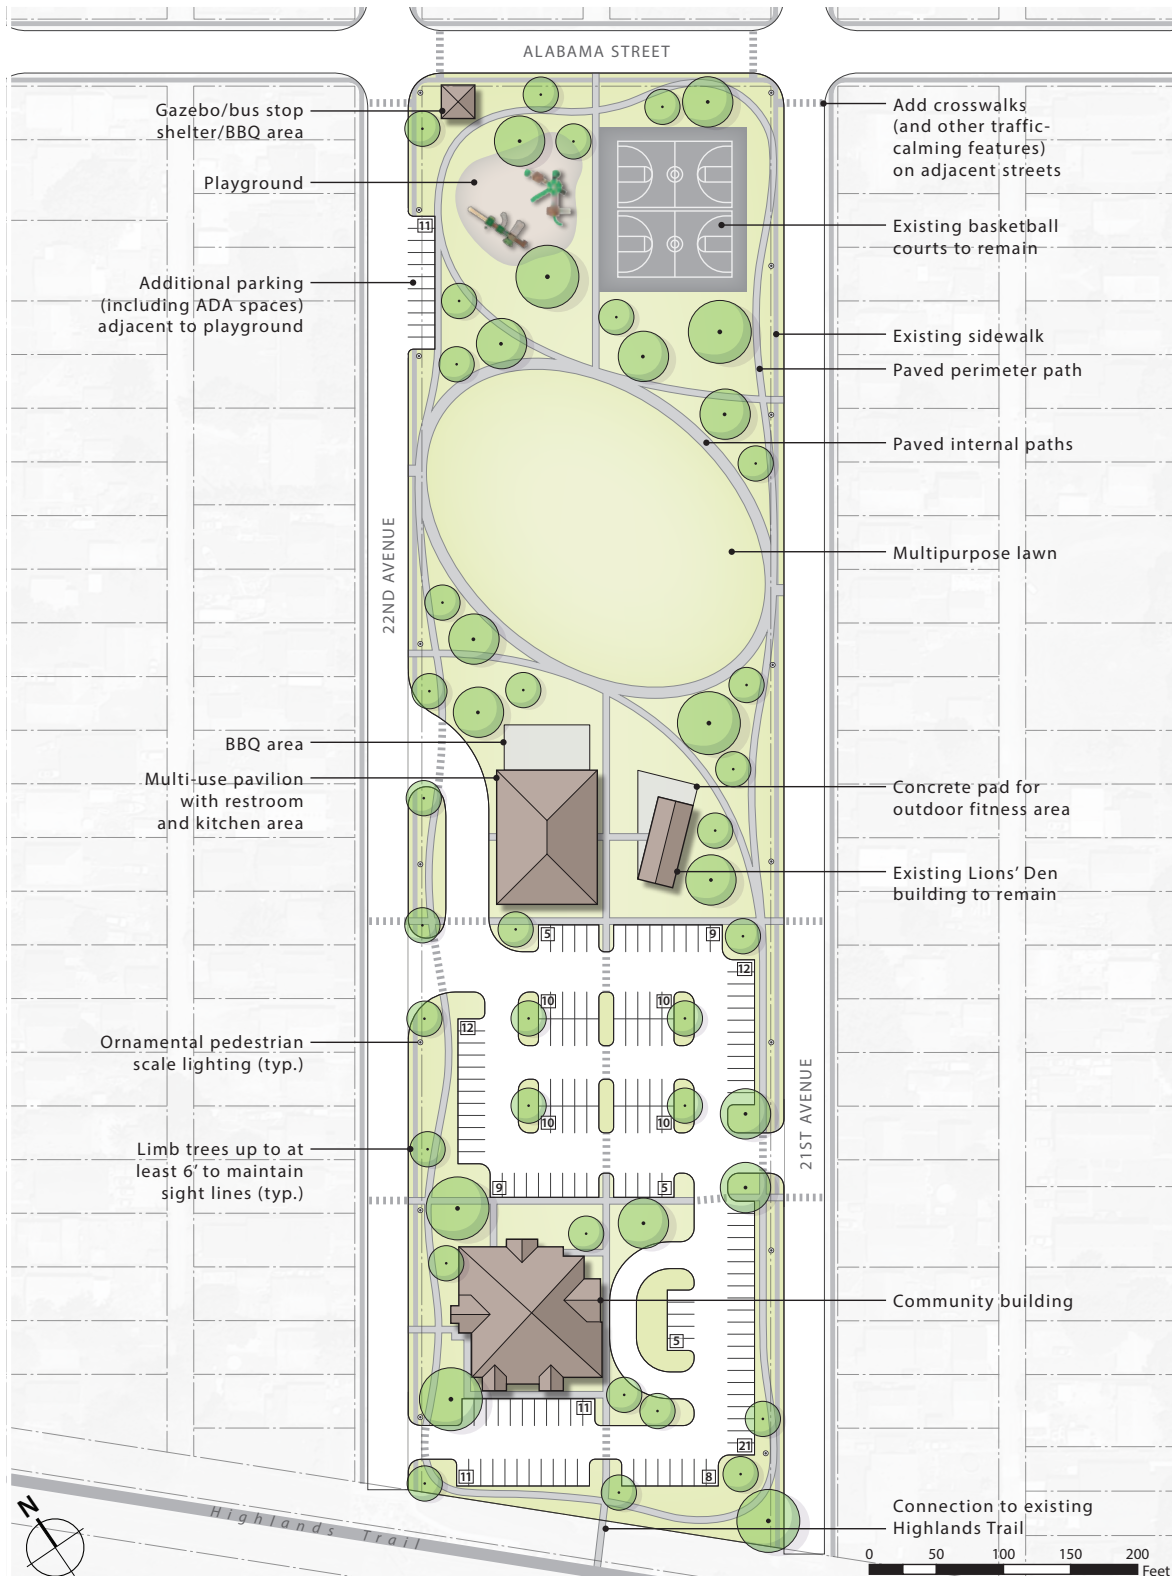 ALABAMA STREET
Gazebo/bus stop
shelter/BBQ area
Playground
11
Additional parking
(including ADA spaces)
adjacent to playground
Add crosswalks
(and other traffic-
calming features)
on adjacent streets
Existing basketball
courts to remain
Existing sidewalk
Paved perimeter path
Paved internal paths
22ND AVENUE
Multipurpose lawn
BBQ area
Multi-use pavilion
with restroom
and kitchen area
Concrete pad for
outdoor fitness area
Existing Lions' Den
building to remain
5
9
12
10
10
12
Ornamental pedestrian
scale lighting (typ.)
10
10
21ST AVENUE
Limb trees up to at
least 6' to maintain
sight lines (typ.)
9
5
Community building
5
11
21
11
8
N
Highlands Trail
Connection to existing
Highlands Trail
0 50 100 150 200
Feet